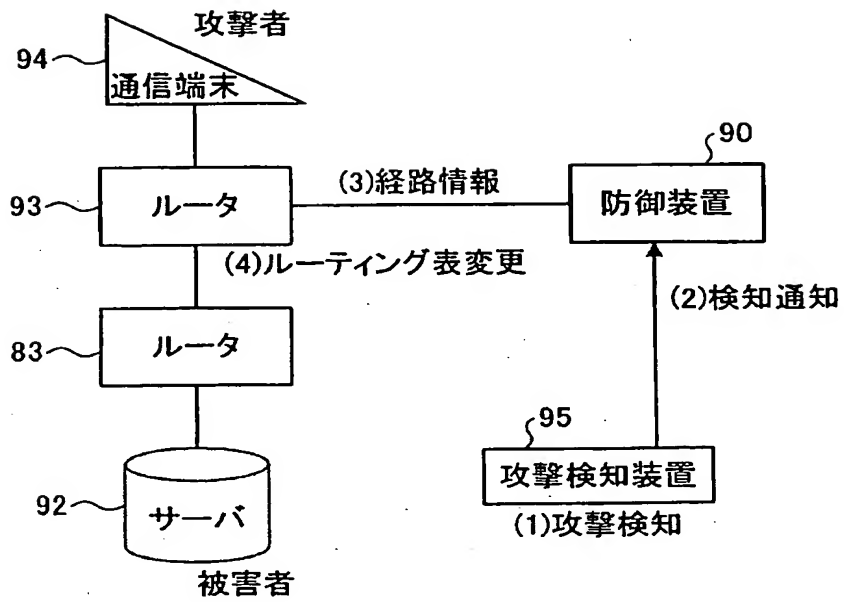 攻撃者
94
通信端末
90
(3)経路情報
93
ルータ
防御装置
(4)ルーティング表変更
(2)検知通知
83
ルータ
95
攻撃検知装置
92
サーバ
(1)攻撃検知
被害者